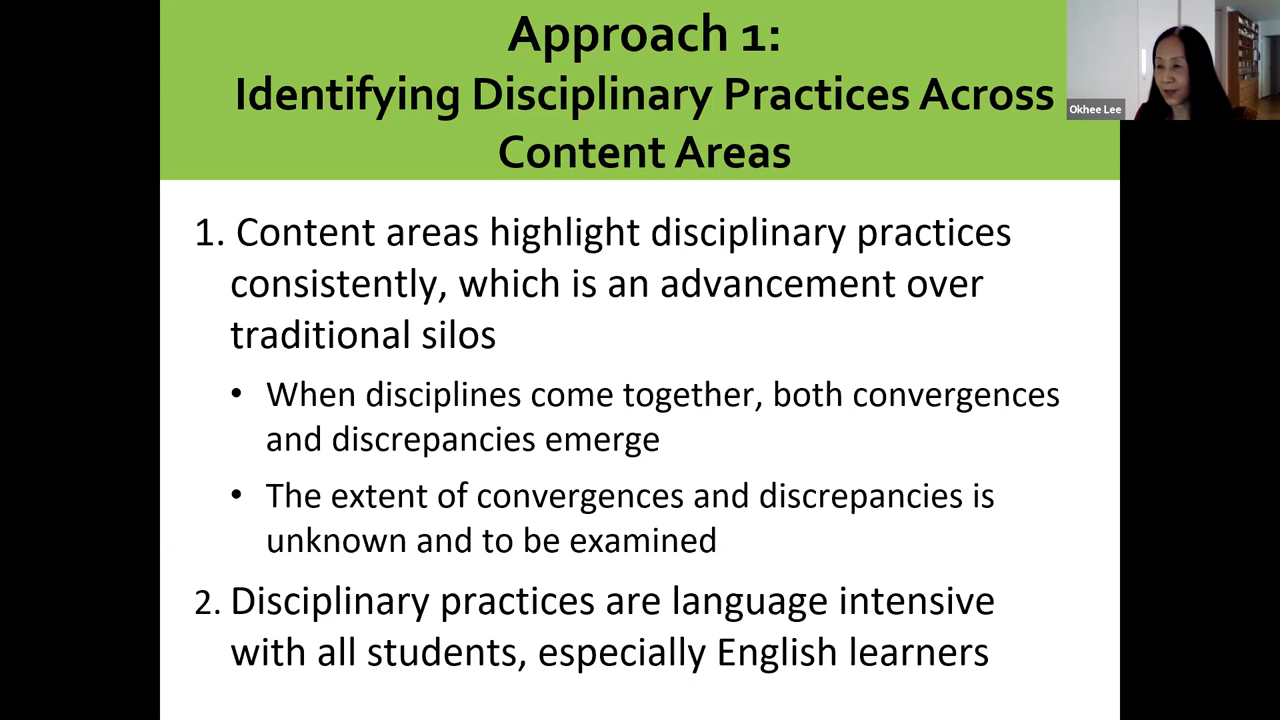 Approach 1:
Identifying Disciplinary Practices Across
Content Areas
Okhee Lee
1. Content areas highlight disciplinary practices
consistently, which is an advancement over
traditional silos
• When disciplines come together, both convergences
and discrepancies emerge
• The extent of convergences and discrepancies is
unknown and to be examined
2. Disciplinary practices are language intensive
with all students, especially English learners